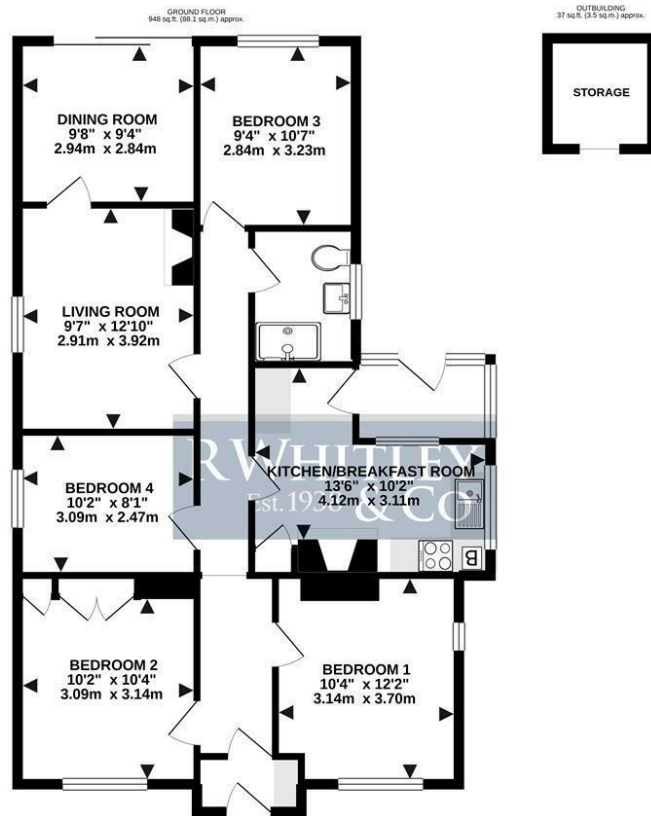 GROUND FLOOR
948 sq.ft. (88.1 sq.m.) approx.
OUTBUILDING
37 sq.ft. (3.5 sq.m.) approx.
STORAGE
DINING ROOM
9'8" x 9'4"
2.94m x 2.84m
BEDROOM 3
9'4" x 10'7"
2.84m x 3.23m
LIVING ROOM
9'7" x 12'10"
2.91m x 3.92m
R WHITLEY
& CO
Est. 1938
KITCHEN/BREAKFAST ROOM
13'6" x 10'2"
4.12m x 3.11m
B
BEDROOM 4
10'2" x 8'1"
3.09m x 2.47m
BEDROOM 2
10'2" x 10'4"
3.09m x 3.14m
BEDROOM 1
10'4" x 12'2"
3.14m x 3.70m